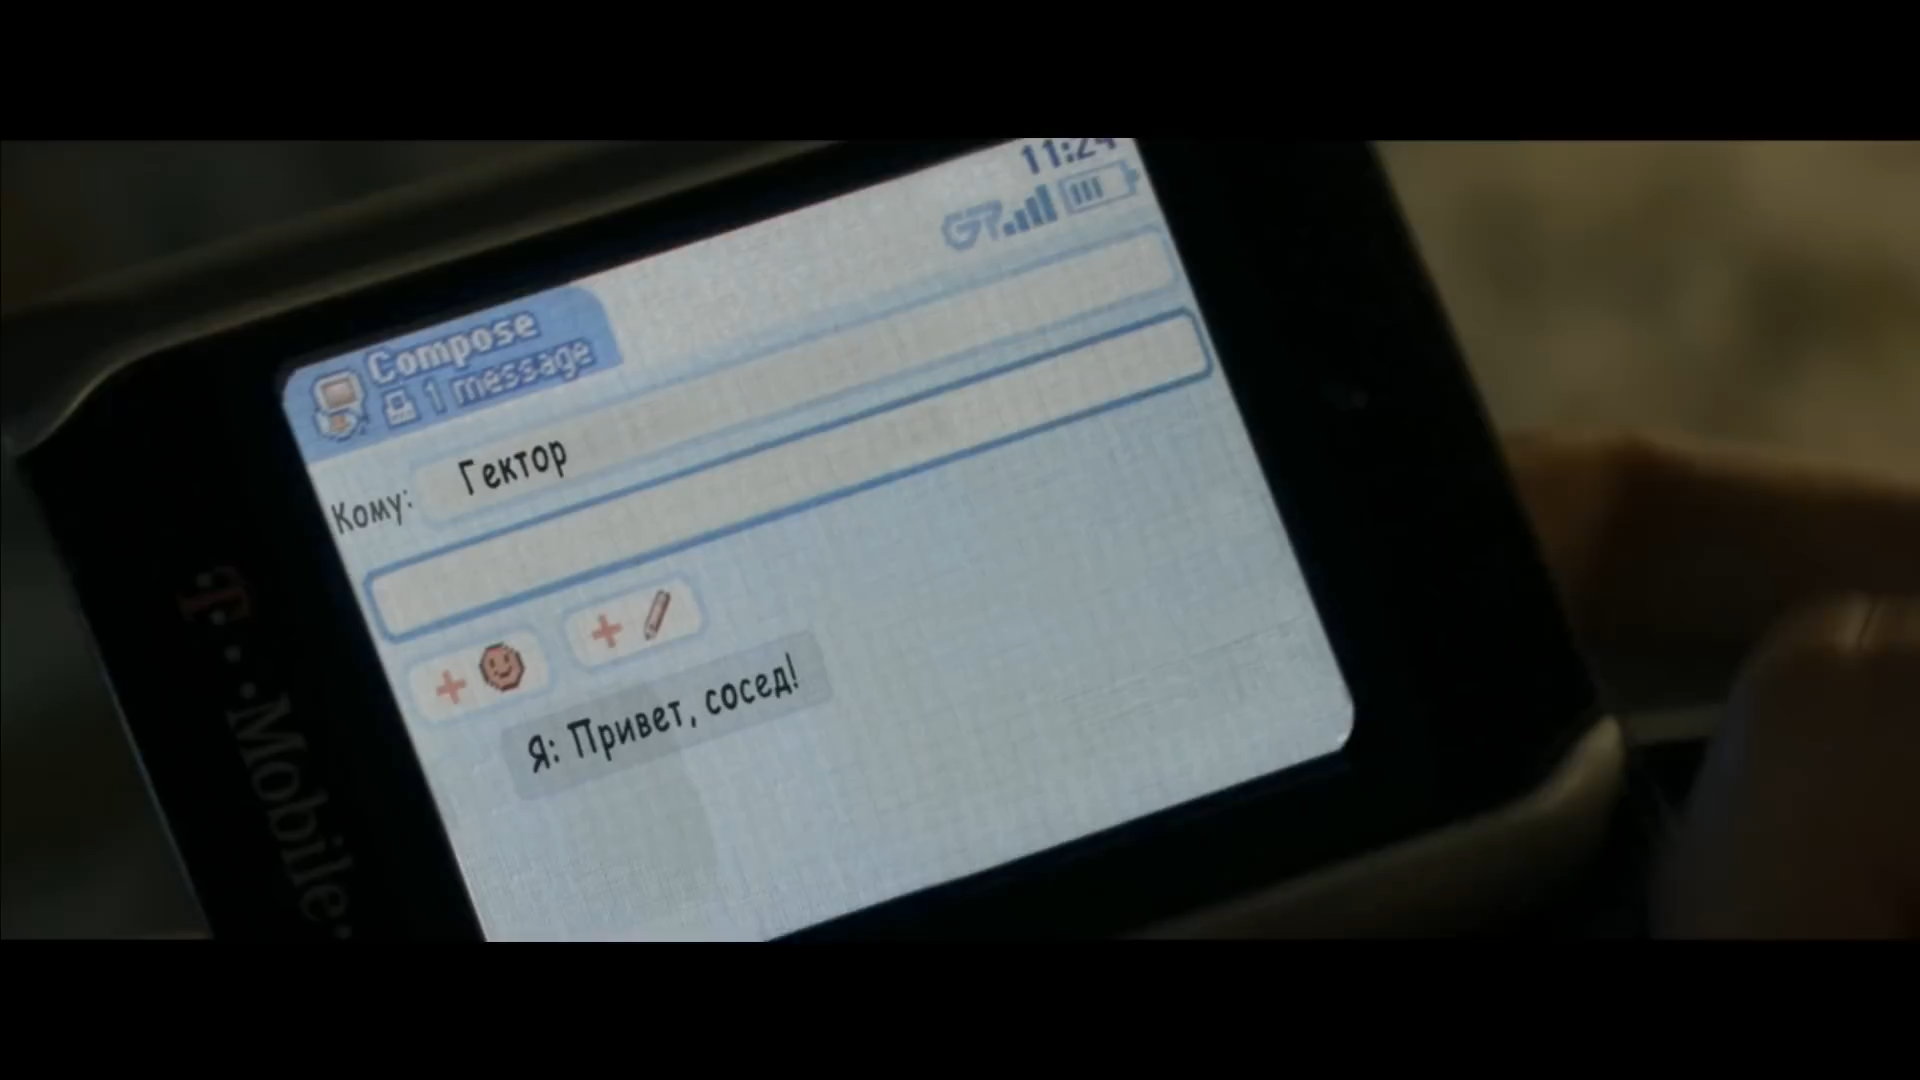 11:24
Compose
1 message
Кому: Гектор
Я: Привет, сосед!
T··Mobile·